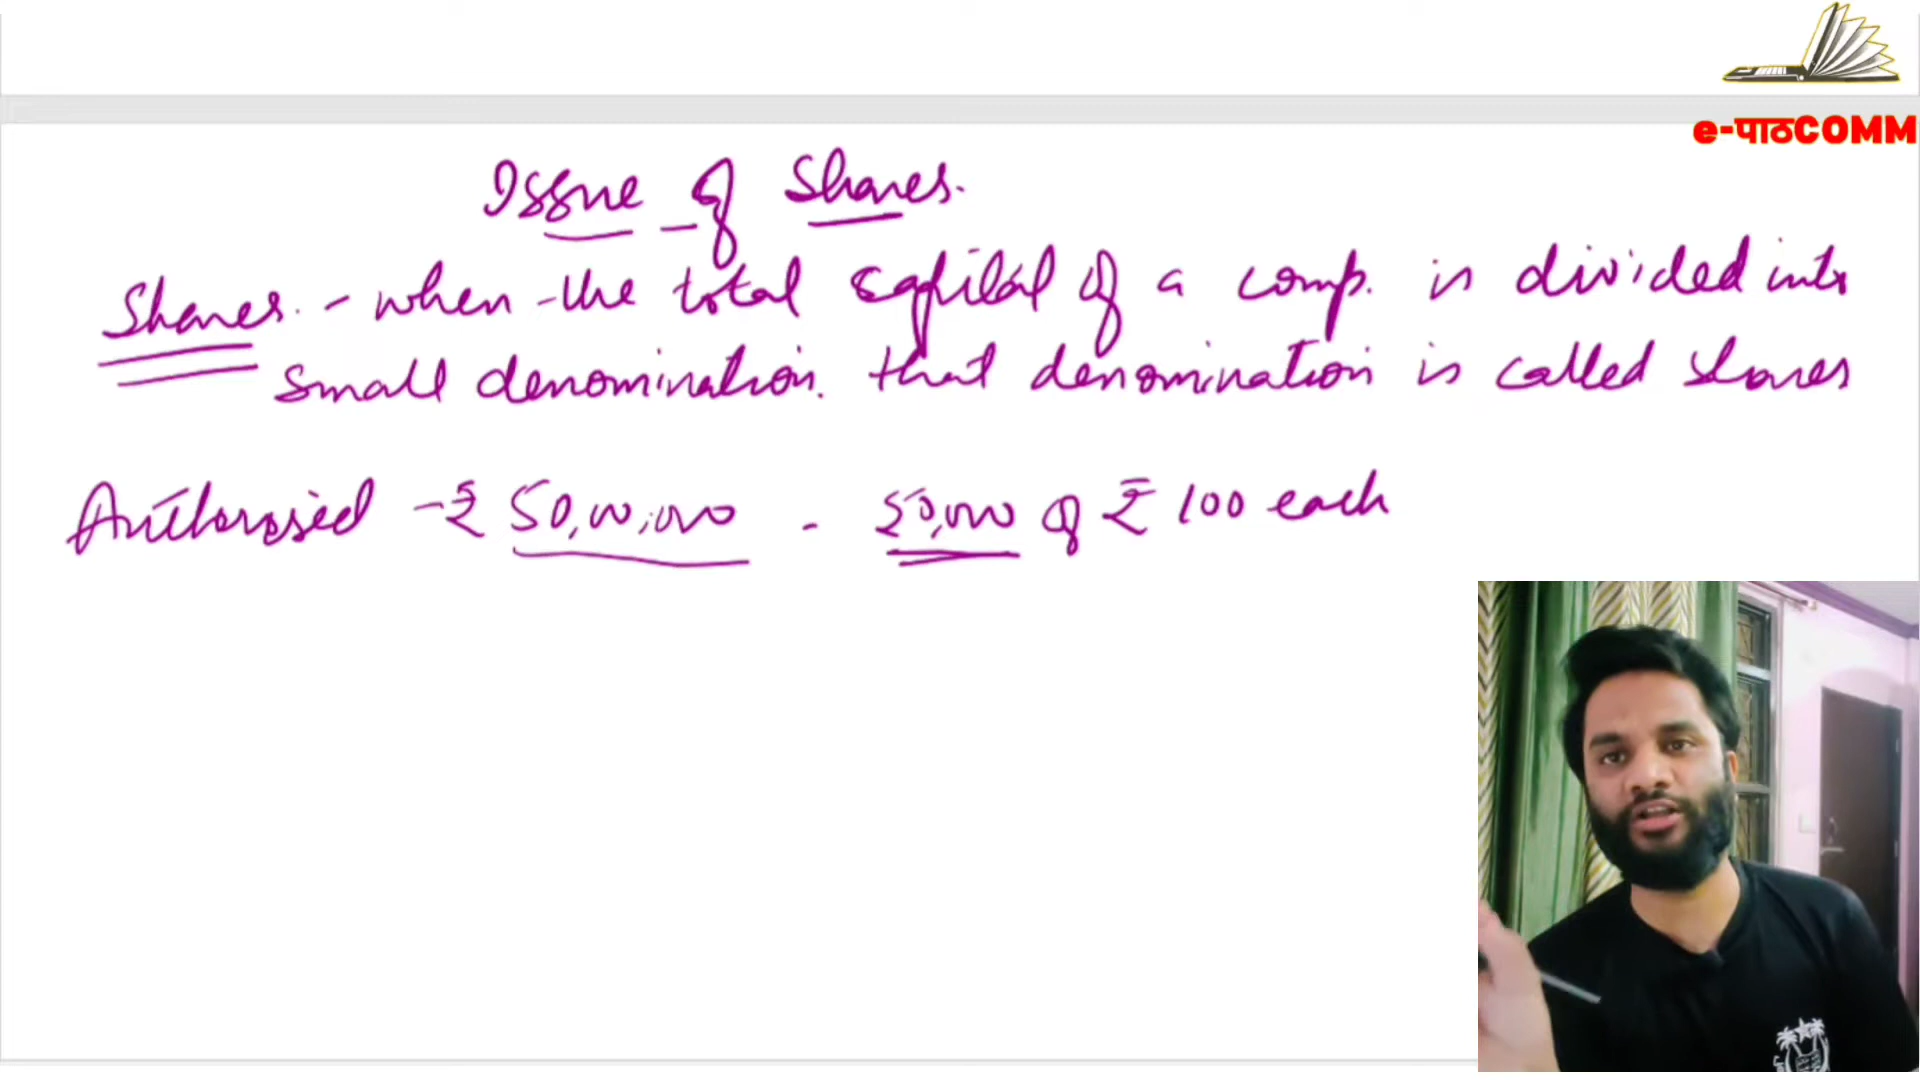 e-पाठCOMM
Issue of Shares.
Shares. - when the total capital of a comp. is divided into
small denomination. that denomination is called shares
Authorised - ₹ 50,00,000 - 50,000 of ₹ 100 each